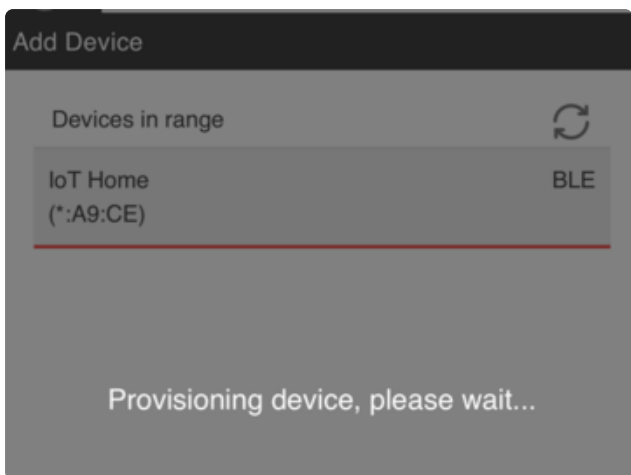 Add Device
Devices in range
IoT Home BLE
(*:A9:CE)
Provisioning device, please wait...